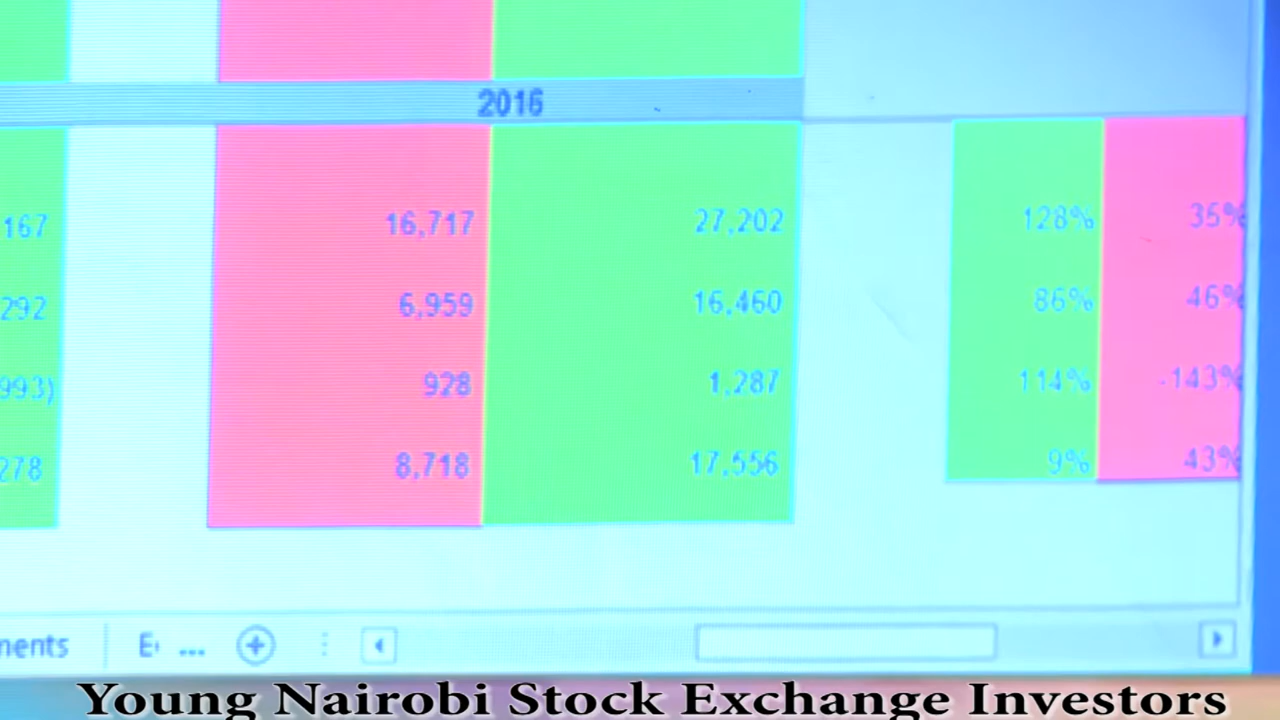 2016
167 16,717 27,202 128% 35%
292 6,959 16,460 86% 46%
993) 928 1,287 114% -143%
278 8,718 17,556 9% 43%
nents E ...
Young Nairobi Stock Exchange Investors